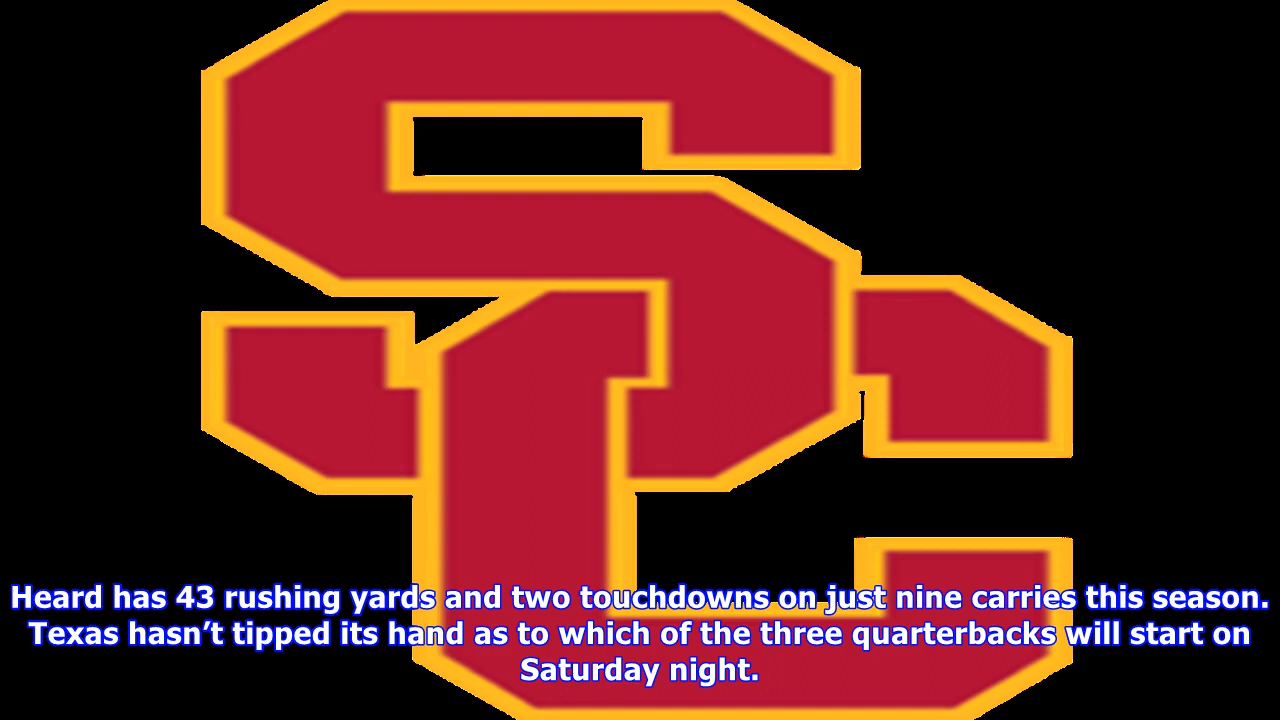 SC
Heard has 43 rushing yards and two touchdowns on just nine carries this season.
Texas hasn’t tipped its hand as to which of the three quarterbacks will start on
Saturday night.